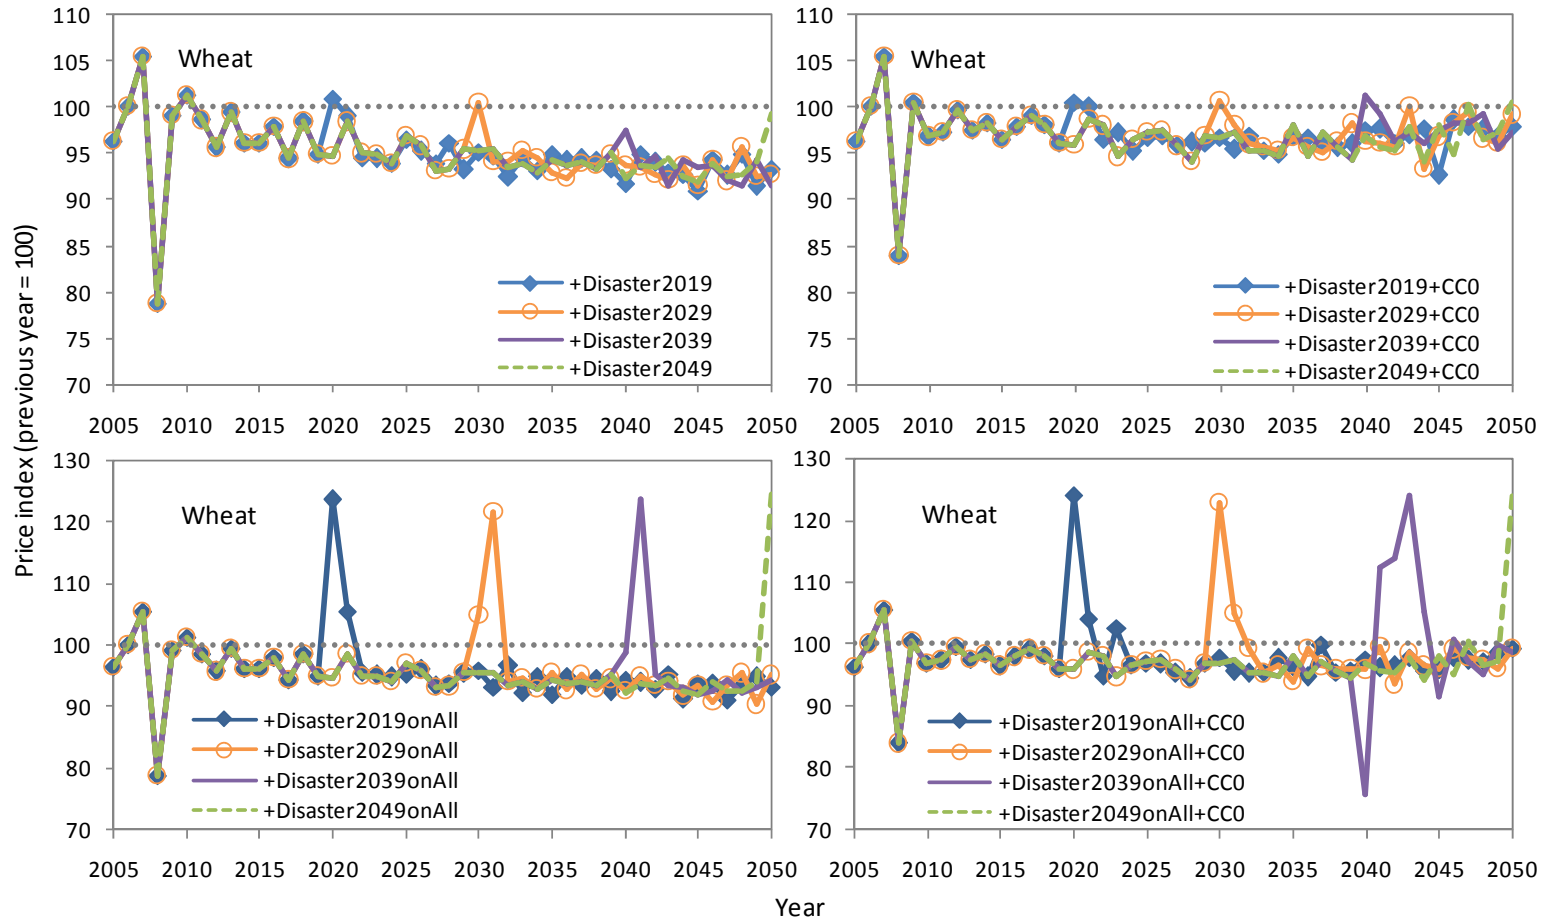 Price index (previous year = 100)
110
105
100
95
90
85
80
75
70
Wheat
+Disaster2019
+Disaster2029
+Disaster2039
+Disaster2049
2005 2010 2015 2020 2025 2030 2035 2040 2045 2050
110
105
100
95
90
85
80
75
70
Wheat
+Disaster2019+CC0
+Disaster2029+CC0
+Disaster2039+CC0
+Disaster2049+CC0
2005 2010 2015 2020 2025 2030 2035 2040 2045 2050
130
120
110
100
90
80
70
Wheat
+Disaster2019onAll
+Disaster2029onAll
+Disaster2039onAll
+Disaster2049onAll
2005 2010 2015 2020 2025 2030 2035 2040 2045 2050
130
120
110
100
90
80
70
Wheat
+Disaster2019onAll+CC0
+Disaster2029onAll+CC0
+Disaster2039onAll+CC0
+Disaster2049onAll+CC0
2005 2010 2015 2020 2025 2030 2035 2040 2045 2050
Year